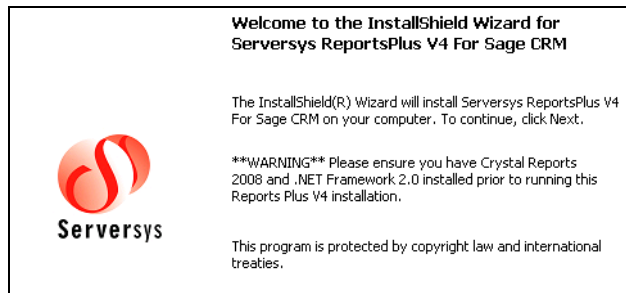 Welcome to the InstallShield Wizard for
Serversys ReportsPlus V4 For Sage CRM
The InstallShield(R) Wizard will install Serversys ReportsPlus V4
For Sage CRM on your computer. To continue, click Next.
**WARNING** Please ensure you have Crystal Reports
2008 and .NET Framework 2.0 installed prior to running this
Reports Plus V4 installation.
This program is protected by copyright law and international
treaties.
Serversys